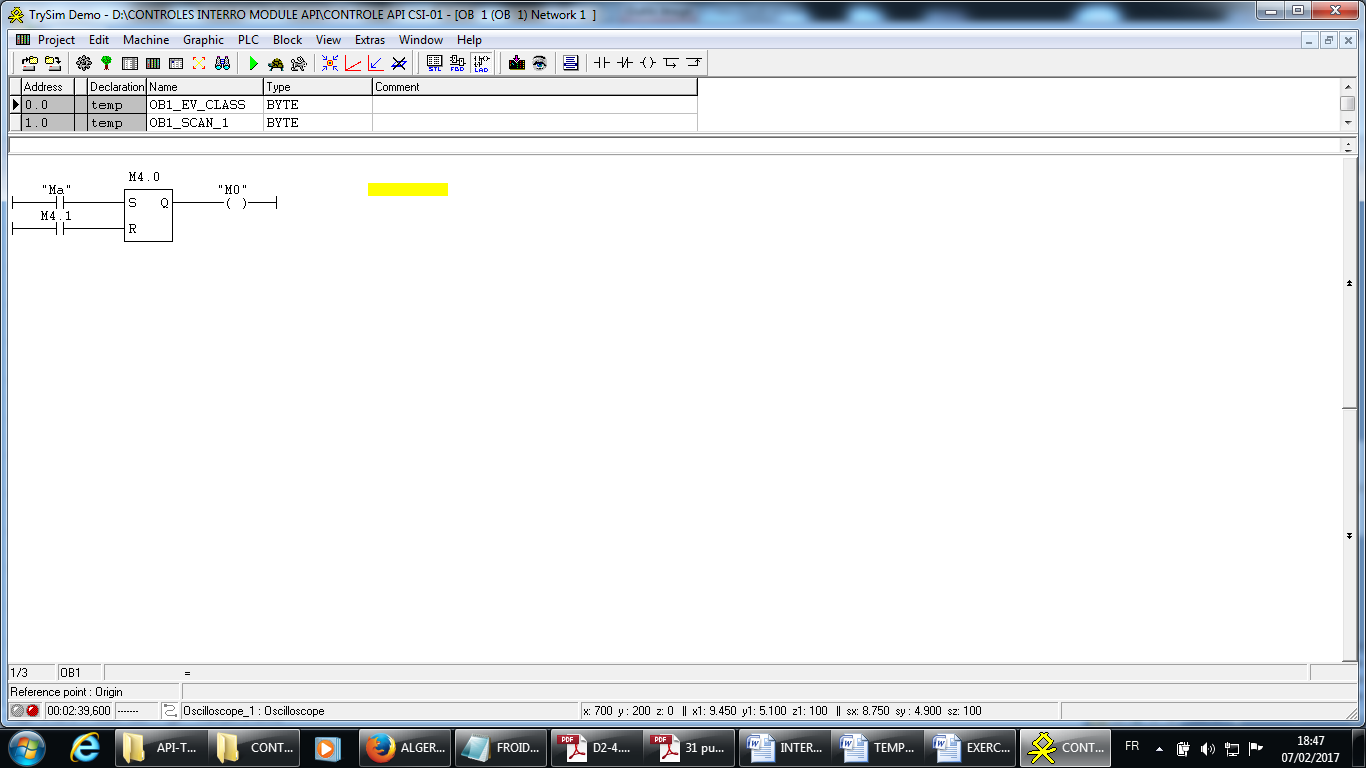 TrySim Demo - D:\CONTROLES INTERRO MODULE API\CONTROLE API CSI-01 - [OB  1 (OB  1) Network 1  ]
Project Edit Machine Graphic PLC Block View Extras Window Help
STL FBD LAD
Address Declaration Name Type Comment
0.0 temp OB1_EV_CLASS BYTE
1.0 temp OB1_SCAN_1 BYTE
M4.0
"Ma" "M0"
S Q
( )
M4.1
R
1/3 OB1 =
Reference point : Origin
00:02:39,600 ------- Oscilloscope_1 : Oscilloscope x: 700  y : 200  z: 0   ||  x1: 9.450  y1: 5.100  z1: 100   ||  sx: 8.750  sy : 4.900  sz: 100
API-T... CONT... ALGER... FROID... D2-4.... 31 pu... INTER... TEMP... EXERC... CONT... FR 18:47
07/02/2017